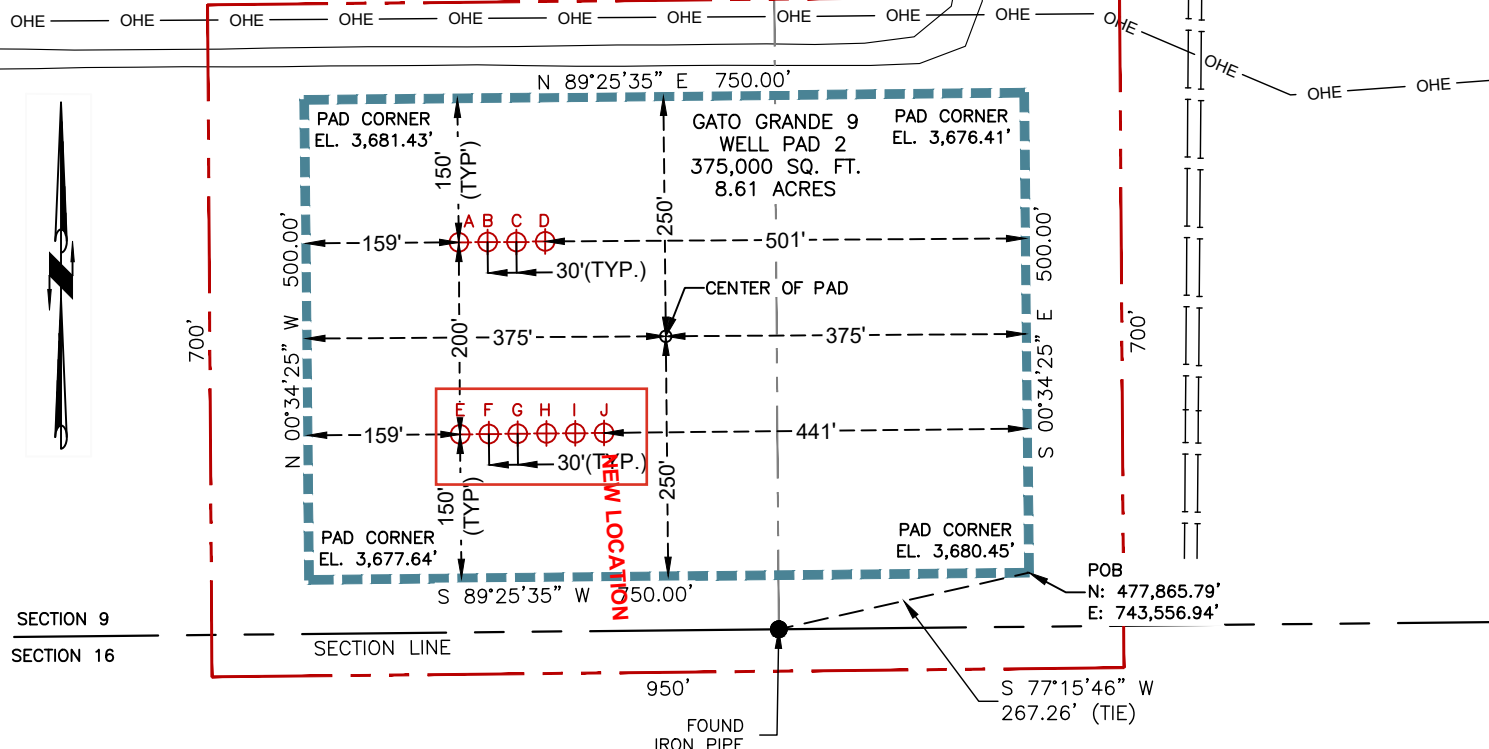 OHE OHE OHE OHE OHE OHE OHE OHE OHE OHE OHE
OHE
OHE OHE
N 89°25'35" E 750.00'
PAD CORNER
EL. 3,681.43'
150'
(TYP')
GATO GRANDE 9
WELL PAD 2
375,000 SQ. FT.
8.61 ACRES
PAD CORNER
EL. 3,676.41'
250'
A B C D
159'
501'
30'(TYP.)
N 00°34'25" W 500.00'
S 00°34'25" E 500.00'
CENTER OF PAD
700'
200'
375'
375'
700'
E F G H I J
159'
441'
30'(TYP.)
150'
(TYP')
250'
NEW LOCATION
PAD CORNER
EL. 3,677.64'
PAD CORNER
EL. 3,680.45'
S 89°25'35" W 750.00'
POB
N: 477,865.79'
E: 743,556.94'
SECTION 9
SECTION LINE
SECTION 16
950'
S 77°15'46" W
267.26' (TIE)
FOUND
IRON PIPE